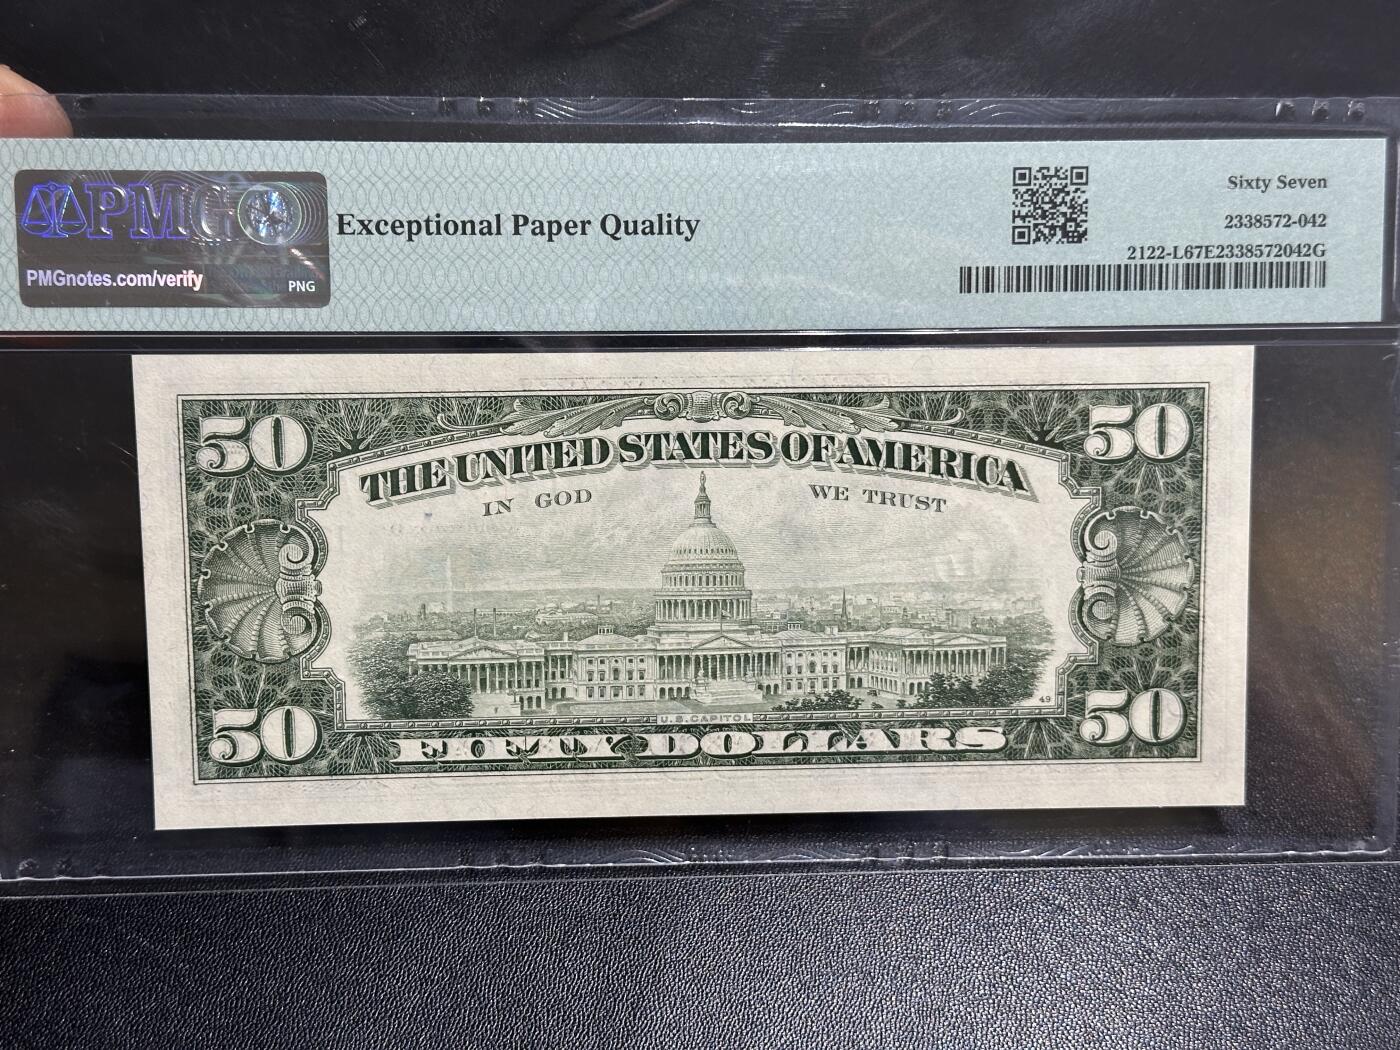 PMG
PMGnotes.com/verify
PNG
Exceptional Paper Quality
Sixty Seven
2338572-042
2122-L67E2338572042G
50
50
THE UNITED STATES OF AMERICA
IN GOD WE TRUST
49
U.S. CAPITOL
50
50
FIFTY DOLLARS